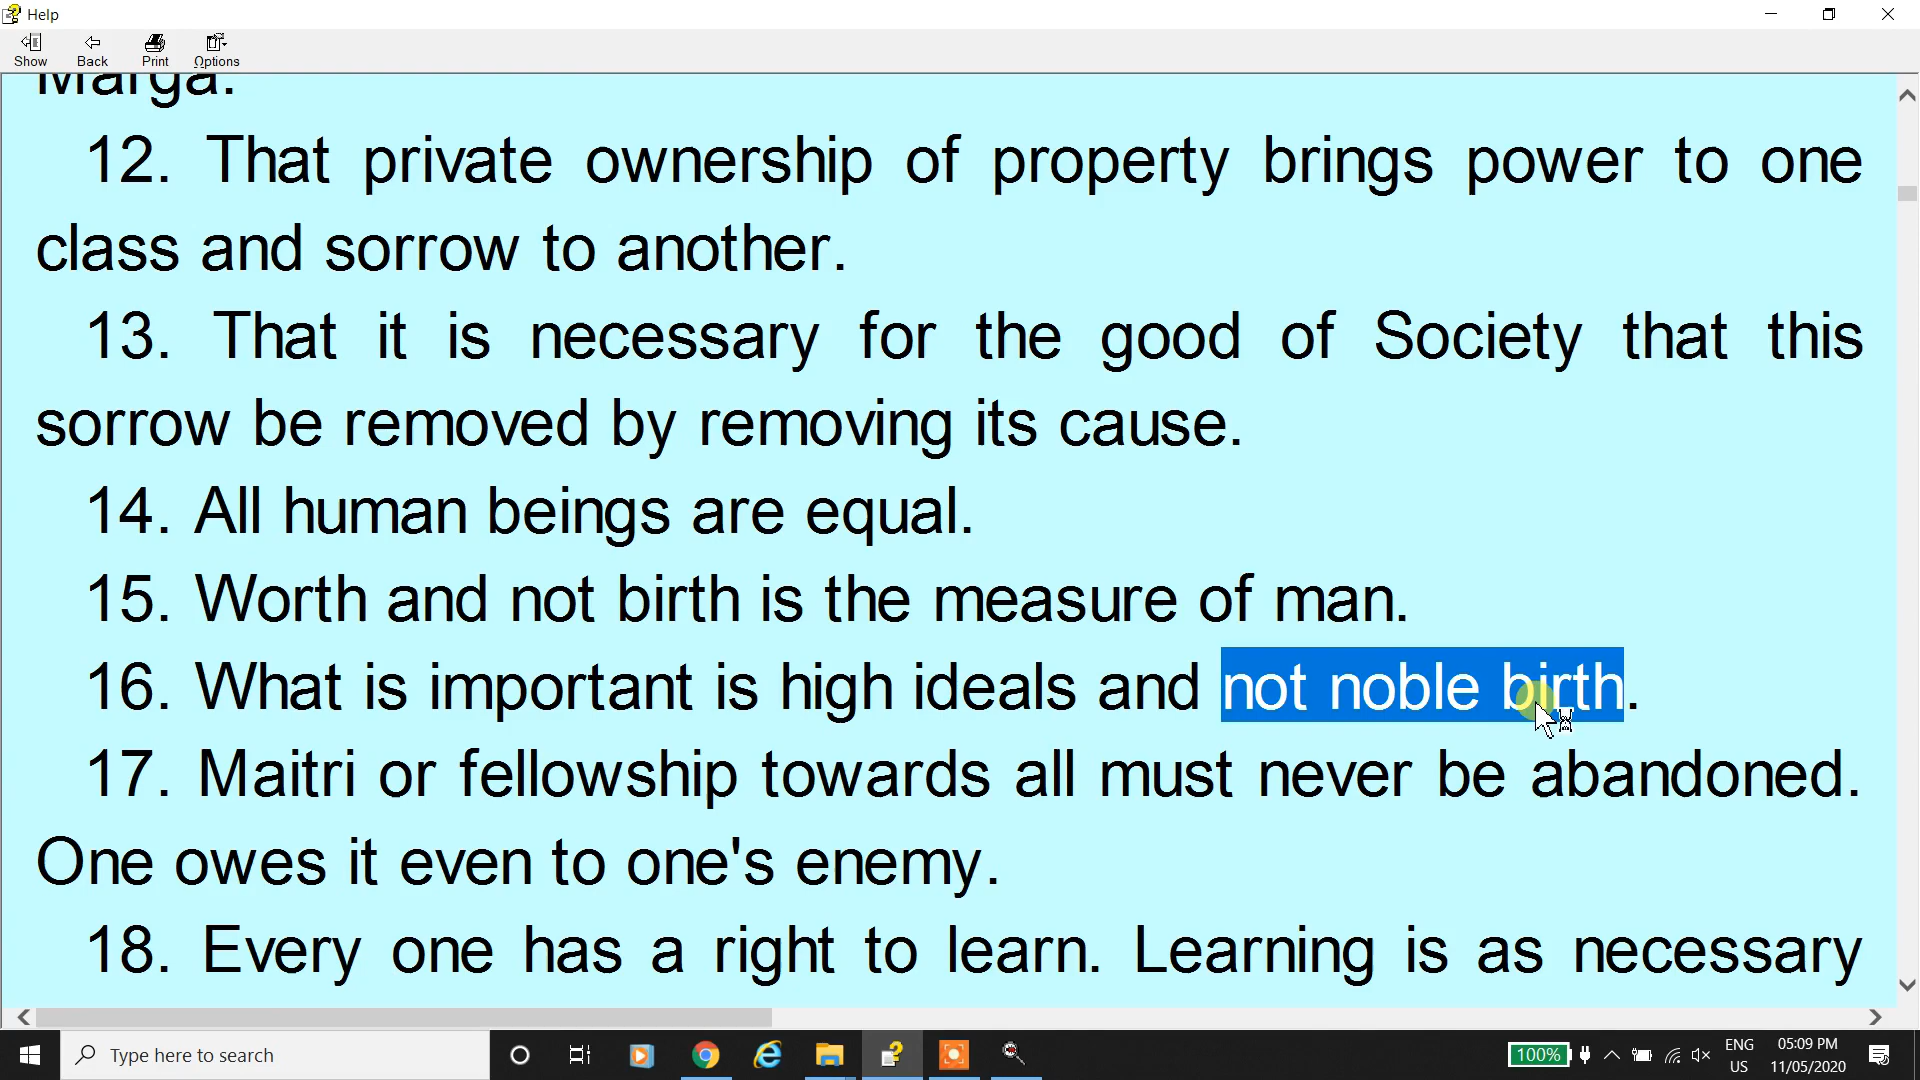 Help
Show Back Print Options
Marga.
12. That private ownership of property brings power to one
class and sorrow to another.
13. That it is necessary for the good of Society that this
sorrow be removed by removing its cause.
14. All human beings are equal.
15. Worth and not birth is the measure of man.
16. What is important is high ideals and not noble birth.
17. Maitri or fellowship towards all must never be abandoned.
One owes it even to one's enemy.
18. Every one has a right to learn. Learning is as necessary
Type here to search
100%
ENG
US
05:09 PM
11/05/2020